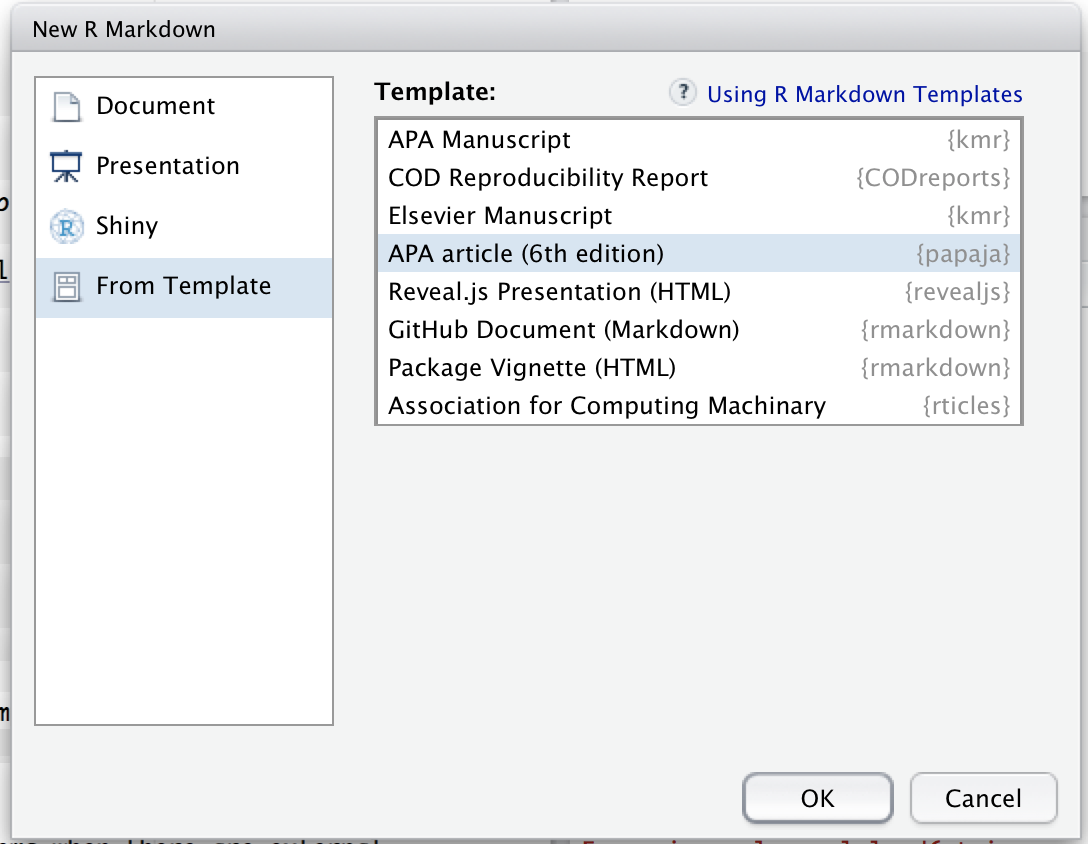 New R Markdown
Document
Presentation
Shiny
From Template
Template:
? Using R Markdown Templates
APA Manuscript {kmr}
COD Reproducibility Report {CODreports}
Elsevier Manuscript {kmr}
APA article (6th edition) {papaja}
Reveal.js Presentation (HTML) {revealjs}
GitHub Document (Markdown) {rmarkdown}
Package Vignette (HTML) {rmarkdown}
Association for Computing Machinary {rticles}
OK Cancel